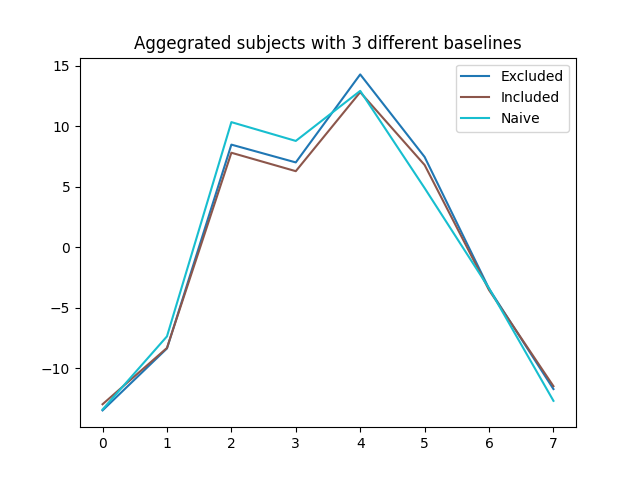 Aggegrated subjects with 3 different baselines
15
10
5
0
−5
−10
0 1 2 3 4 5 6 7
Excluded
Included
Naive